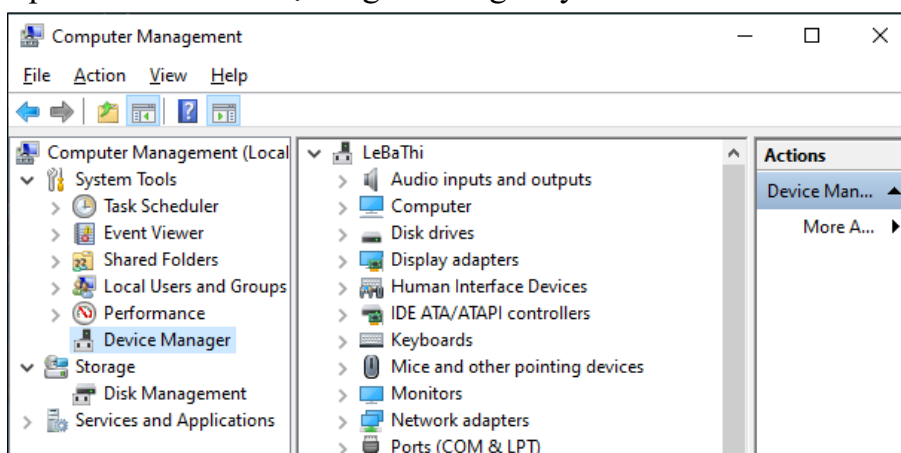 Computer Management
File Action View Help
Computer Management (Local
System Tools
Task Scheduler
Event Viewer
Shared Folders
Local Users and Groups
Performance
Device Manager
Storage
Disk Management
Services and Applications
LeBaThi
Audio inputs and outputs
Computer
Disk drives
Display adapters
Human Interface Devices
IDE ATA/ATAPI controllers
Keyboards
Mice and other pointing devices
Monitors
Network adapters
Ports (COM & LPT)
Actions
Device Man...
More A...